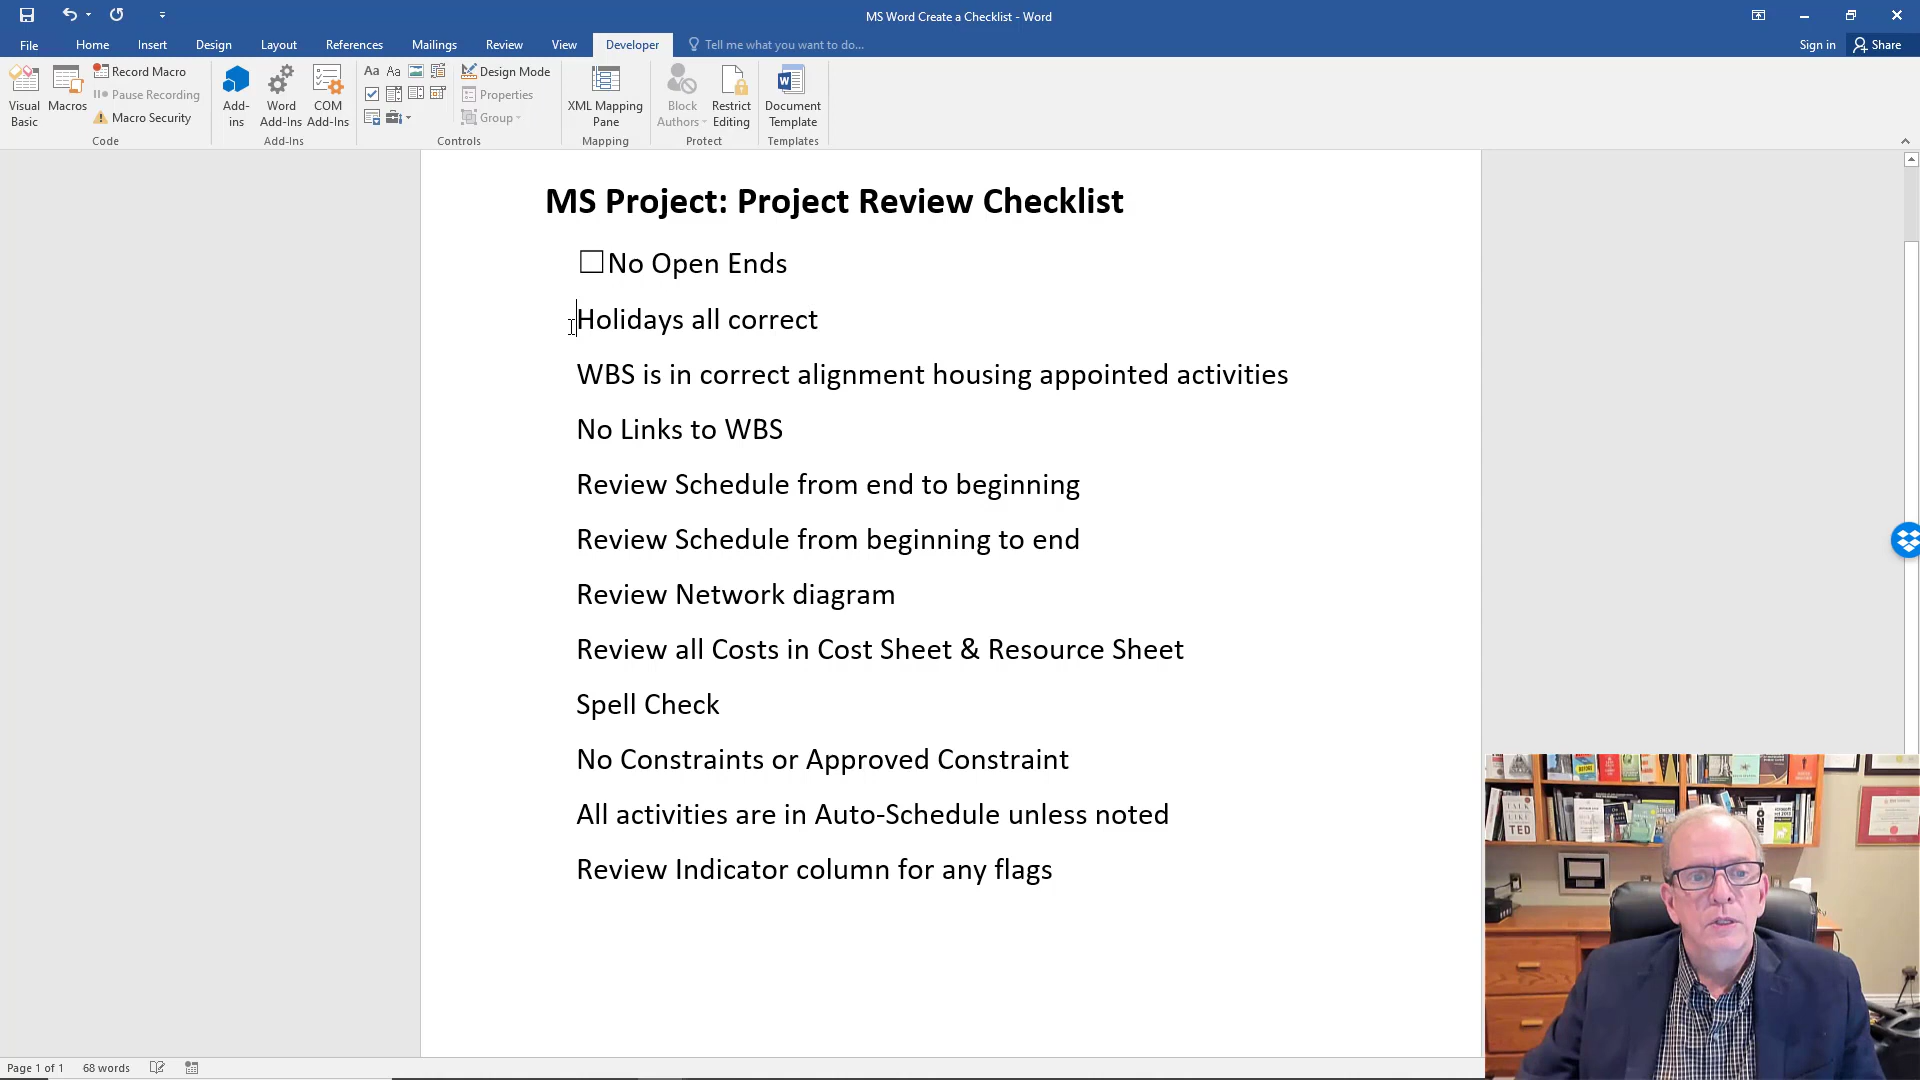 MS Word Create a Checklist - Word
File Home Insert Design Layout References Mailings Review View Developer Tell me what you want to do... Sign in Share
Visual Basic
Macros
Record Macro
Pause Recording
Macro Security
Code
Add-ins
Word Add-Ins
COM Add-Ins
Add-Ins
Aa Aa
Design Mode
Properties
Group
Controls
XML Mapping Pane
Mapping
Block Authors
Restrict Editing
Protect
Document Template
Templates
MS Project: Project Review Checklist
☐No Open Ends
Holidays all correct
WBS is in correct alignment housing appointed activities
No Links to WBS
Review Schedule from end to beginning
Review Schedule from beginning to end
Review Network diagram
Review all Costs in Cost Sheet & Resource Sheet
Spell Check
No Constraints or Approved Constraint
All activities are in Auto-Schedule unless noted
Review Indicator column for any flags
TALK
LIKE
TED
Page 1 of 1 68 words